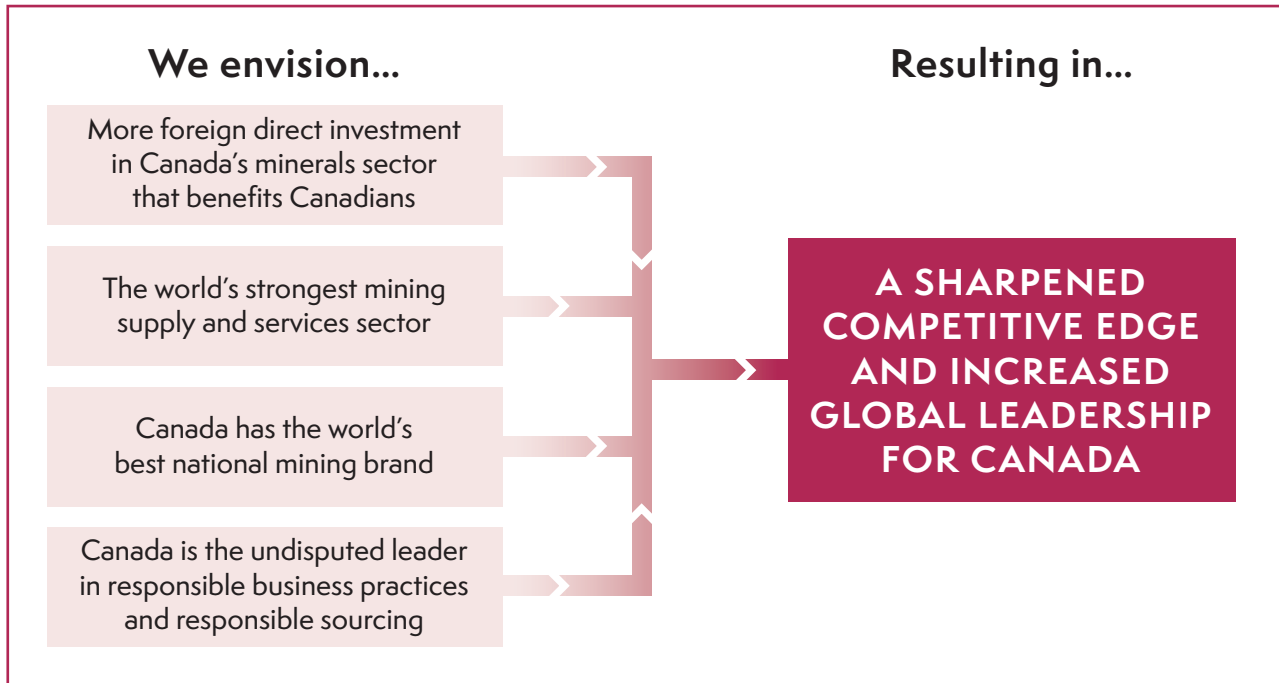 We envision...
More foreign direct investment
in Canada’s minerals sector
that benefits Canadians
The world’s strongest mining
supply and services sector
Canada has the world’s
best national mining brand
Canada is the undisputed leader
in responsible business practices
and responsible sourcing
Resulting in...
A SHARPENED
COMPETITIVE EDGE
AND INCREASED
GLOBAL LEADERSHIP
FOR CANADA